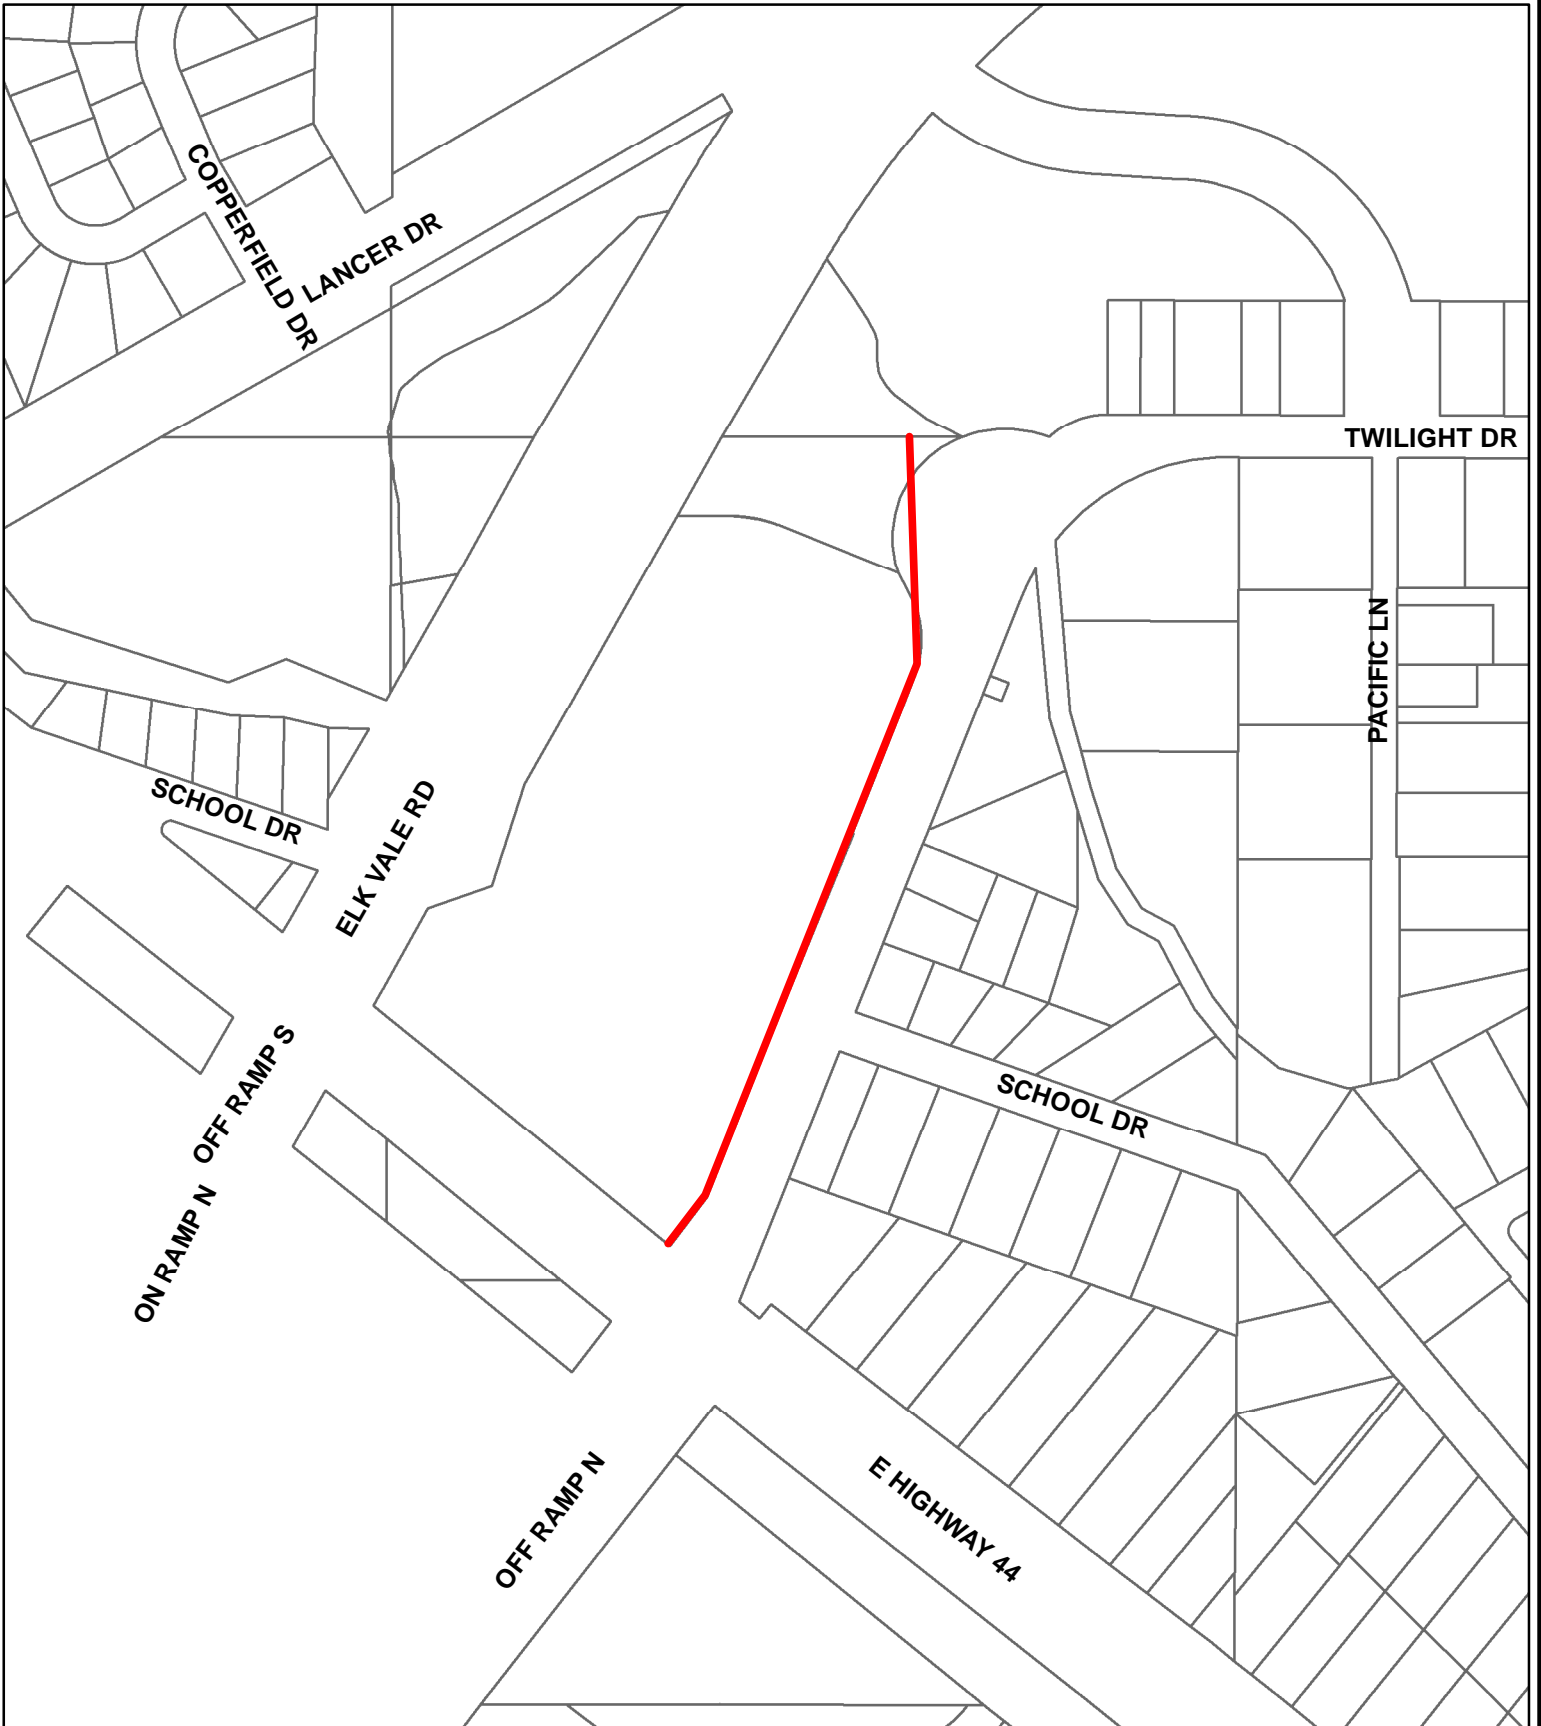 COPPERFIELD DR
LANCER DR
TWILIGHT DR
PACIFIC LN
SCHOOL DR
ELK VALE RD
OFF RAMP S
SCHOOL DR
ON RAMP N
OFF RAMP N
E HIGHWAY 44